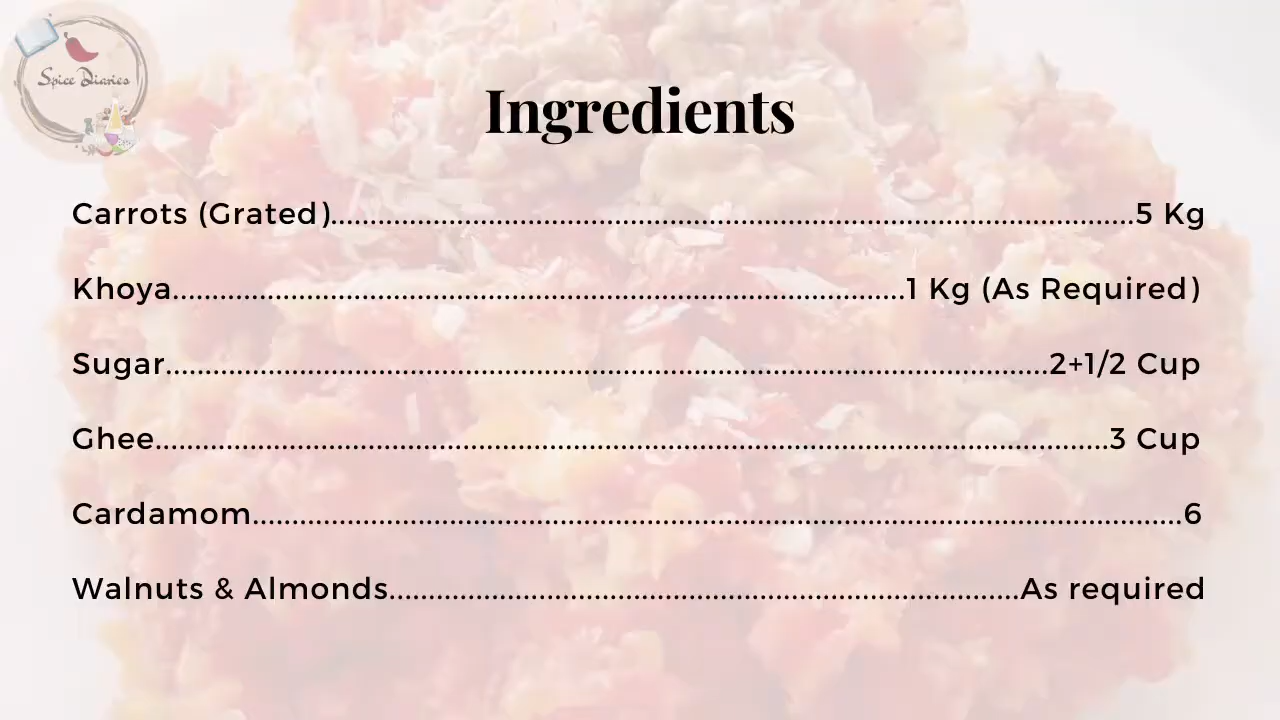 Spice Diaries
Ingredients
Carrots (Grated)......................................................................................................5 Kg
Khoya.............................................................................................1 Kg (As Required)
Sugar................................................................................................................2+1/2 Cup
Ghee.........................................................................................................................3 Cup
Cardamom......................................................................................................................6
Walnuts & Almonds................................................................................As required